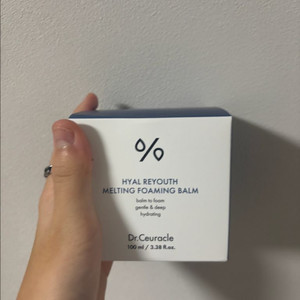 HYAL REYOUTH
MELTING FOAMING BALM
balm to foam
gentle & deep
hydrating
Dr.Ceuracle
100 ml / 3.38 fl.oz.